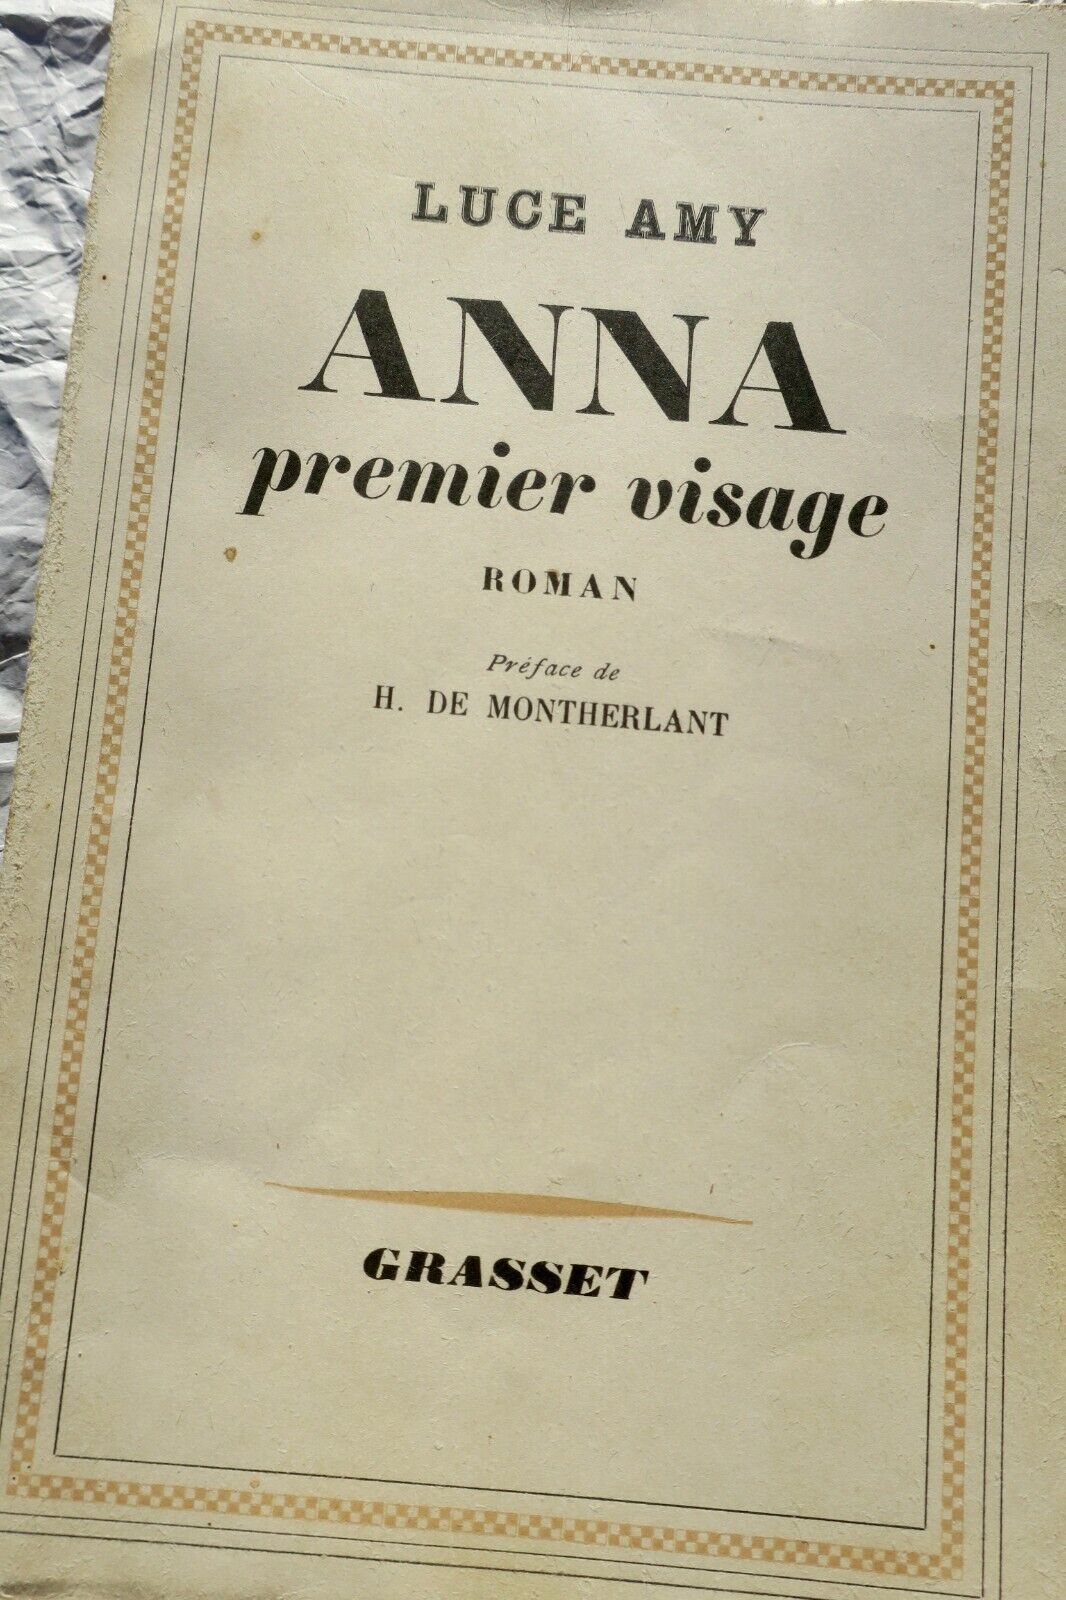 LUCE AMY
ANNA
premier visage
ROMAN
Préface de
H. DE MONTHERLANT
GRASSET